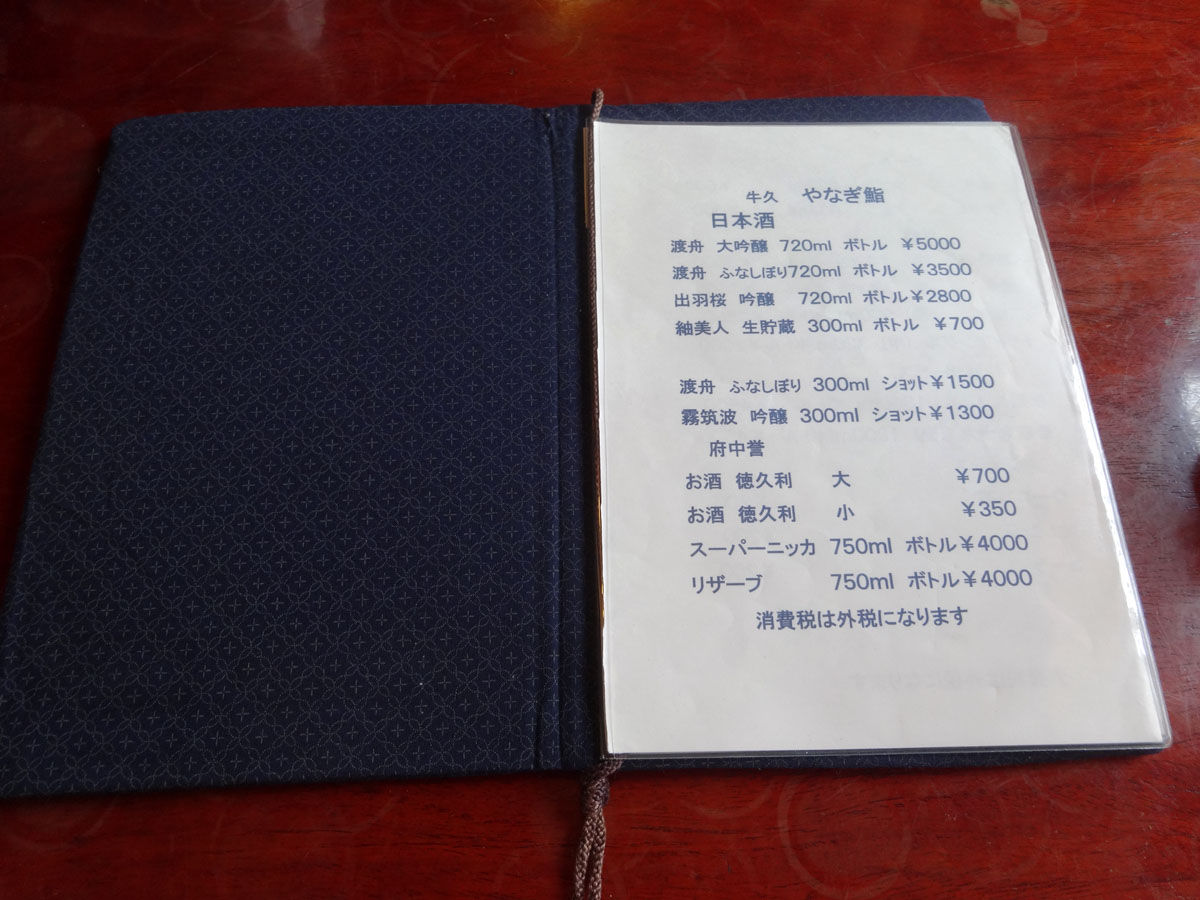 牛久 やなぎ鮨
日本酒
渡舟 大吟醸 720ml ボトル ￥5000
渡舟 ふなしぼり720ml ボトル ￥3500
出羽桜 吟醸 720ml ボトル￥2800
紬美人 生貯蔵 300ml ボトル ￥700
渡舟 ふなしぼり 300ml ショット￥1500
霧筑波 吟醸 300ml ショット￥1300
府中誉
お酒 徳久利 大 ￥700
お酒 徳久利 小 ￥350
スーパーニッカ 750ml ボトル￥4000
リザーブ 750ml ボトル￥4000
消費税は外税になります